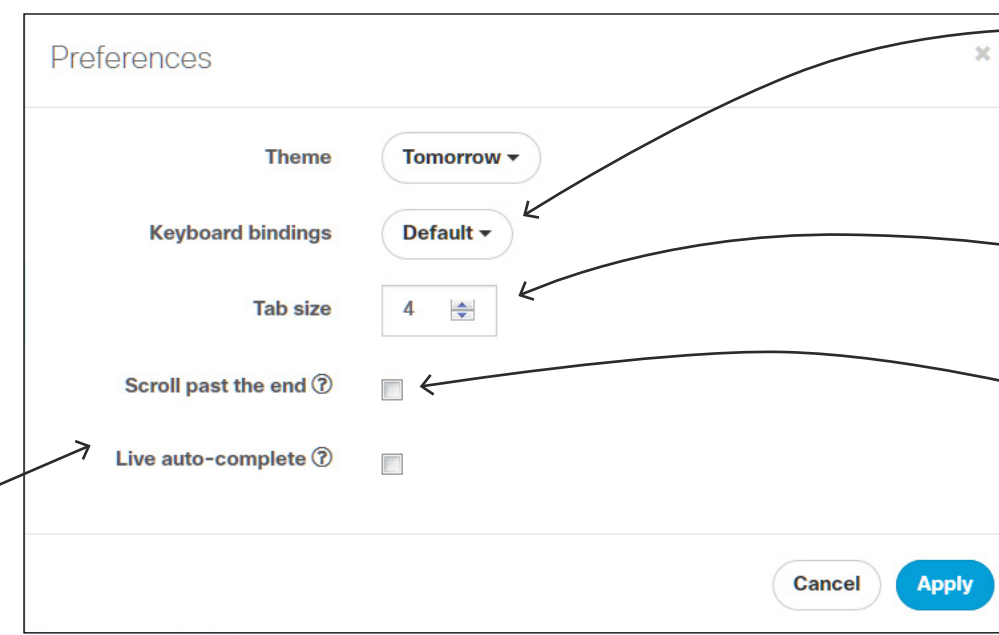 Preferences
Theme Tomorrow
Keyboard bindings Default
Tab size 4
Scroll past the end ?
Live auto-complete ?
Cancel Apply